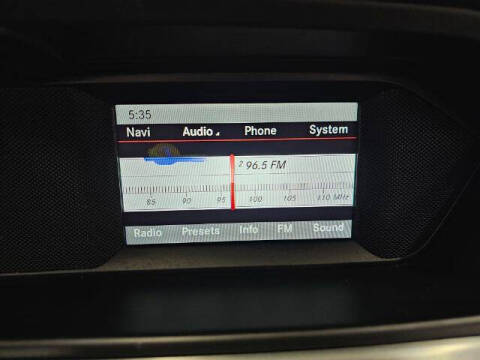 5:35
Navi Audio Phone System
2 96.5 FM
85 90 95 100 105 110 MHz
Radio Presets Info FM Sound